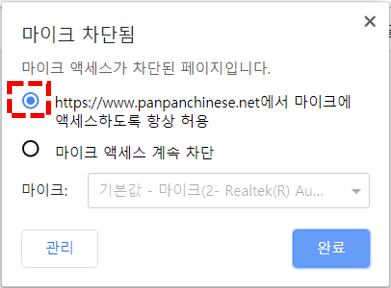 마이크 차단됨
마이크 액세스가 차단된 페이지입니다.
https://www.panpanchinese.net에서 마이크에
액세스하도록 항상 허용
마이크 액세스 계속 차단
마이크: 기본값 - 마이크(2- Realtek(R) Au...
관리 완료